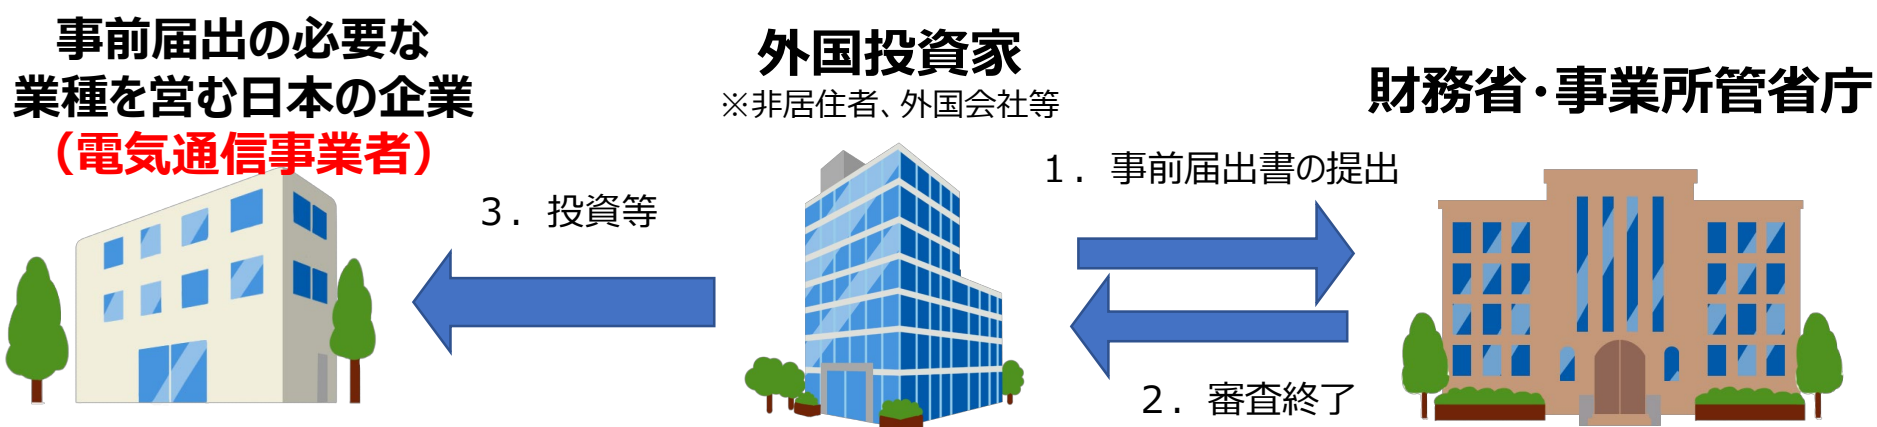 事前届出の必要な
業種を営む日本の企業
（電気通信事業者）
3．投資等
外国投資家
※非居住者、外国会社等
1．事前届出書の提出
2．審査終了
財務省・事業所管省庁